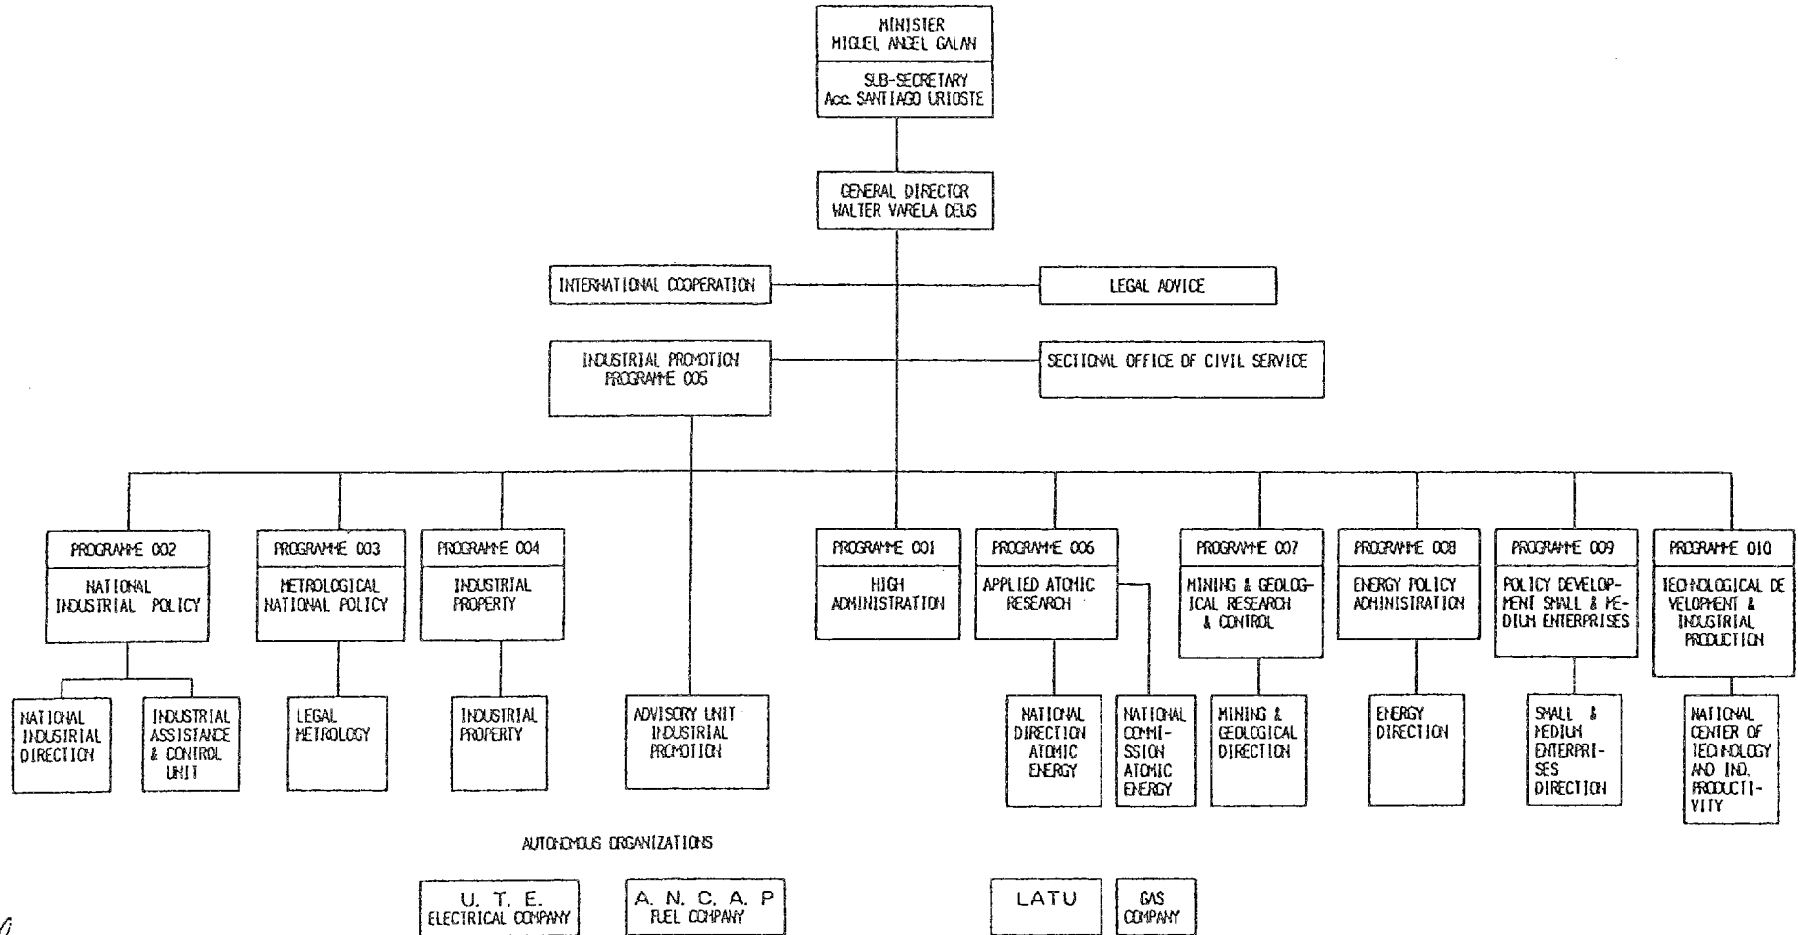 MINISTER
MIGUEL ANGEL GALAN
SUB-SECRETARY
Acc. SANTIAGO URIOSTE
GENERAL DIRECTOR
WALTER VARELA DEUS
INTERNATIONAL COOPERATION
LEGAL ADVICE
INDUSTRIAL PROMOTION
PROGRAMME 005
SECTIONAL OFFICE OF CIVIL SERVICE
PROGRAMME 002
NATIONAL
INDUSTRIAL POLICY
PROGRAMME 003
METROLOGICAL
NATIONAL POLICY
PROGRAMME 004
INDUSTRIAL
PROPERTY
PROGRAMME 001
HIGH
ADMINISTRATION
PROGRAMME 006
APPLIED ATOMIC
RESEARCH
PROGRAMME 007
MINING & GEOLOG-
ICAL RESEARCH
& CONTROL
PROGRAMME 008
ENERGY POLICY
ADMINISTRATION
PROGRAMME 009
POLICY DEVELOP-
MENT SMALL & ME-
DIUM ENTERPRISES
PROGRAMME 010
TECHNOLOGICAL DE
VELOPMENT &
INDUSTRIAL
PRODUCTION
NATIONAL
INDUSTRIAL
DIRECTION
INDUSTRIAL
ASSISTANCE
& CONTROL
UNIT
LEGAL
METROLOGY
INDUSTRIAL
PROPERTY
ADVISORY UNIT
INDUSTRIAL
PROMOTION
NATIONAL
DIRECTION
ATOMIC
ENERGY
NATIONAL
COMMI-
SSION
ATOMIC
ENERGY
MINING &
GEOLOGICAL
DIRECTION
ENERGY
DIRECTION
SMALL &
MEDIUM
ENTERPRI-
SES
DIRECTION
NATIONAL
CENTER OF
TECHNOLOGY
AND IND.
PRODUCTI-
VITY
AUTONOMOUS ORGANIZATIONS
U. T. E.
ELECTRICAL COMPANY
A. N. C. A. P
FUEL COMPANY
LATU
GAS
COMPANY